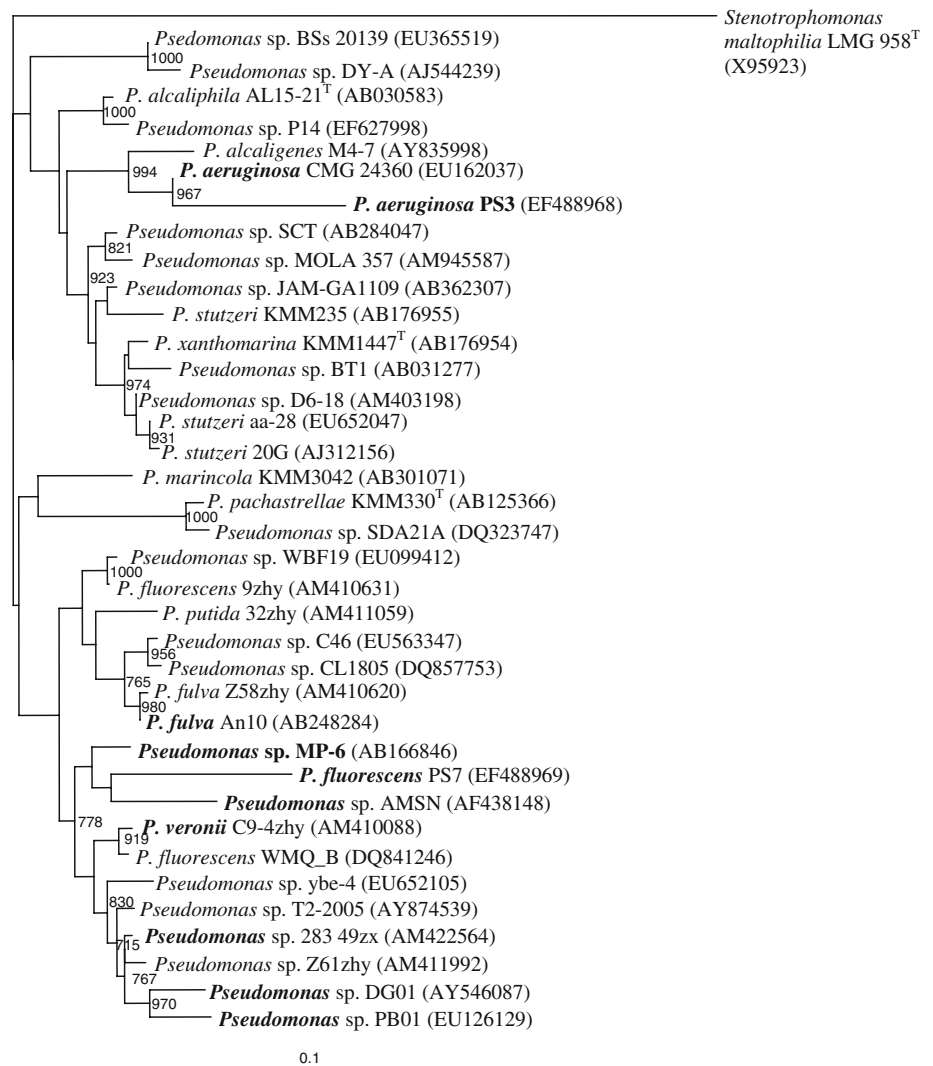 Stenotrophomonas
maltophilia LMG 958T
(X95923)
Psedomonas sp. BSs 20139 (EU365519)
1000
Pseudomonas sp. DY-A (AJ544239)
P. alcaliphila AL15-21T (AB030583)
1000
Pseudomonas sp. P14 (EF627998)
P. alcaligenes M4-7 (AY835998)
994
P. aeruginosa CMG 24360 (EU162037)
967
P. aeruginosa PS3 (EF488968)
Pseudomonas sp. SCT (AB284047)
821
Pseudomonas sp. MOLA 357 (AM945587)
923
Pseudomonas sp. JAM-GA1109 (AB362307)
P. stutzeri KMM235 (AB176955)
P. xanthomarina KMM1447T (AB176954)
Pseudomonas sp. BT1 (AB031277)
974
Pseudomonas sp. D6-18 (AM403198)
P. stutzeri aa-28 (EU652047)
931
P. stutzeri 20G (AJ312156)
P. marincola KMM3042 (AB301071)
P. pachastrellae KMM330T (AB125366)
1000
Pseudomonas sp. SDA21A (DQ323747)
Pseudomonas sp. WBF19 (EU099412)
1000
P. fluorescens 9zhy (AM410631)
P. putida 32zhy (AM411059)
Pseudomonas sp. C46 (EU563347)
956
Pseudomonas sp. CL1805 (DQ857753)
765
P. fulva Z58zhy (AM410620)
980
P. fulva An10 (AB248284)
Pseudomonas sp. MP-6 (AB166846)
P. fluorescens PS7 (EF488969)
Pseudomonas sp. AMSN (AF438148)
778
P. veronii C9-4zhy (AM410088)
919
P. fluorescens WMQ_B (DQ841246)
Pseudomonas sp. ybe-4 (EU652105)
830
Pseudomonas sp. T2-2005 (AY874539)
Pseudomonas sp. 283 49zx (AM422564)
715
Pseudomonas sp. Z61zhy (AM411992)
767
Pseudomonas sp. DG01 (AY546087)
970
Pseudomonas sp. PB01 (EU126129)
0.1